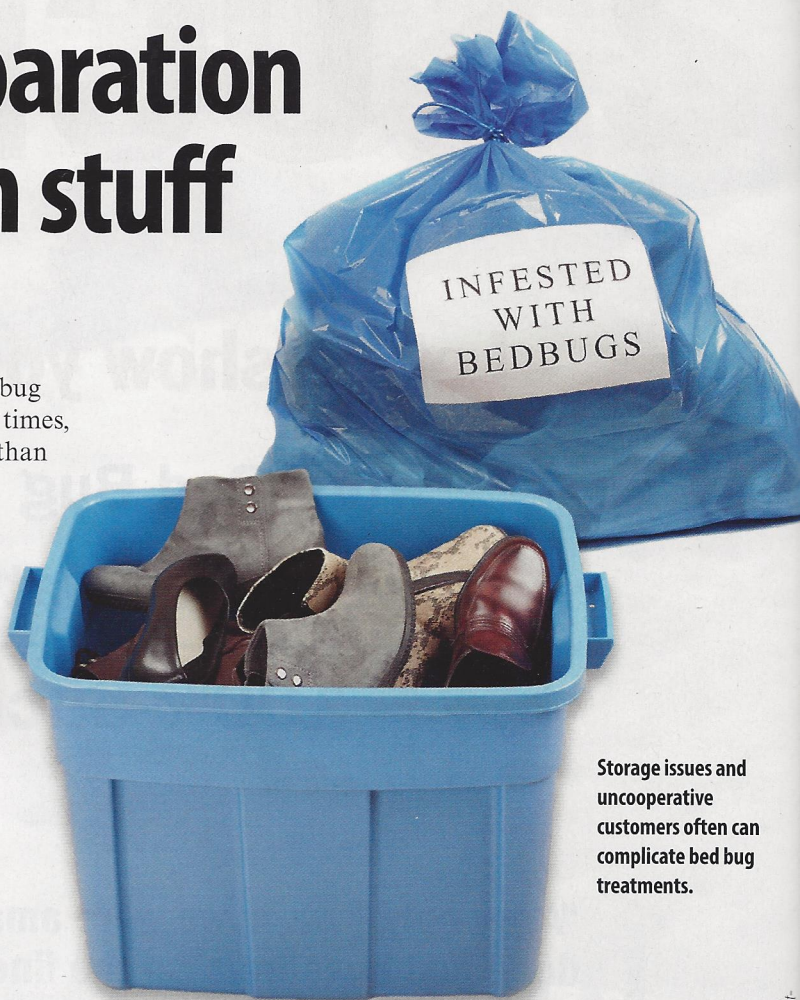 paration
n stuff
INFESTED
WITH
BEDBUGS
bug
times,
than
Storage issues and
uncooperative
customers often can
complicate bed bug
treatments.